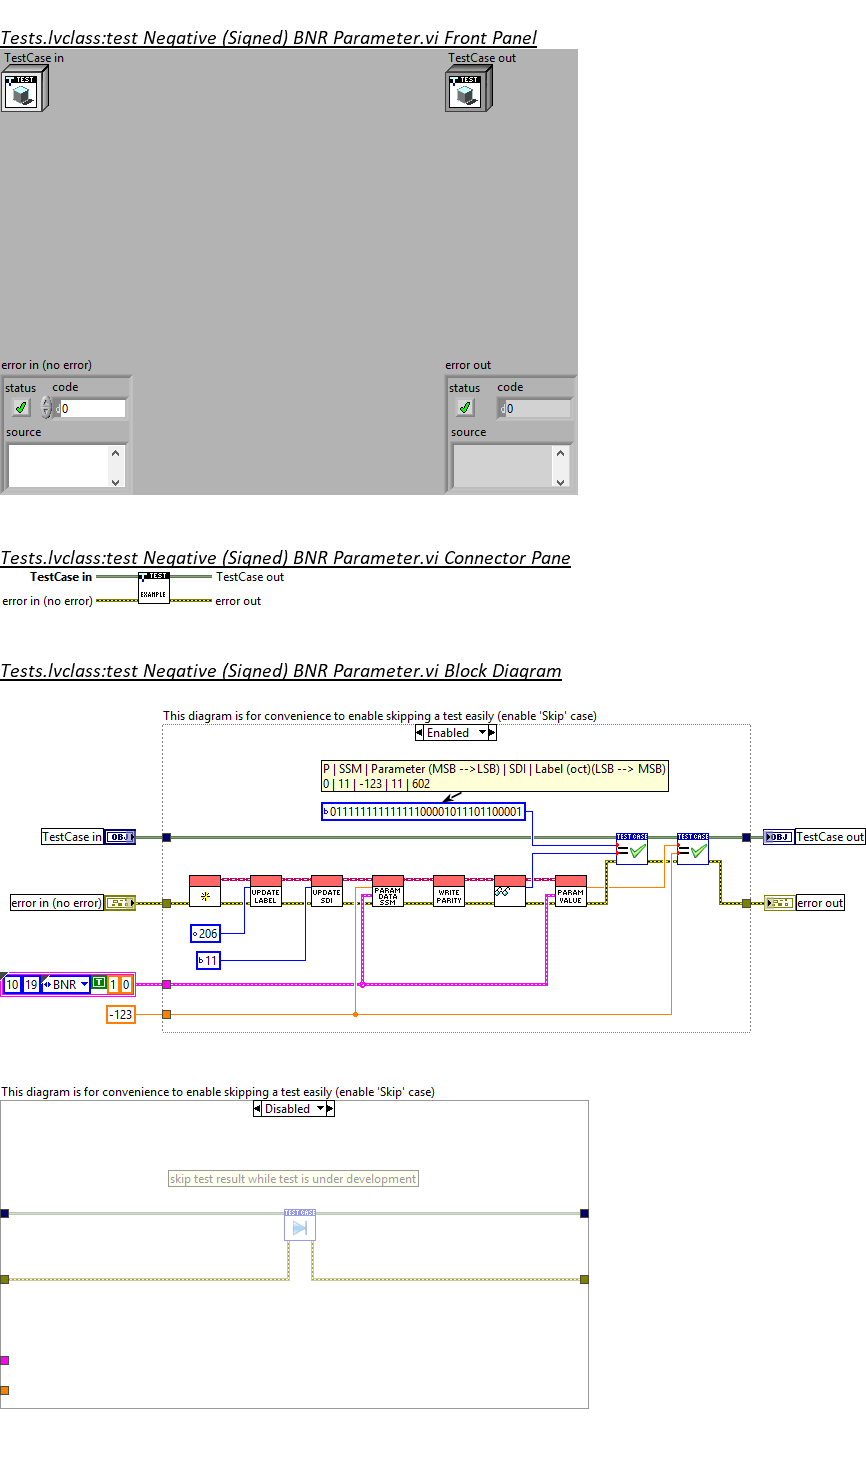 Tests.lvclass:test Negative (Signed) BNR Parameter.vi Front Panel
TestCase in
TestCase out
TEST
TEST
error in (no error)
error out
status
code
status
code
d0
d0
source
source
Tests.lvclass:test Negative (Signed) BNR Parameter.vi Connector Pane
TestCase in
TEST
TestCase out
error in (no error)
EXAMPLE
error out
Tests.lvclass:test Negative (Signed) BNR Parameter.vi Block Diagram
This diagram is for convenience to enable skipping a test easily (enable 'Skip' case)
Enabled
P | SSM | Parameter (MSB -->LSB) | SDI | Label (oct)(LSB --> MSB)
0 | 11 | -123 | 11 | 602
b 01111111111111110000101110110 0001
TestCase in
OBJ
TEST CASE
TEST CASE
OBJ
TestCase out
=
=
UPDATE LABEL
UPDATE SDI
PARAM DATA SSM
WRITE PARITY
PARAM VALUE
error in (no error)
error out
o 206
b 11
10
19
BNR
T
1
0
-123
This diagram is for convenience to enable skipping a test easily (enable 'Skip' case)
Disabled
skip test result while test is under development
TEST CASE